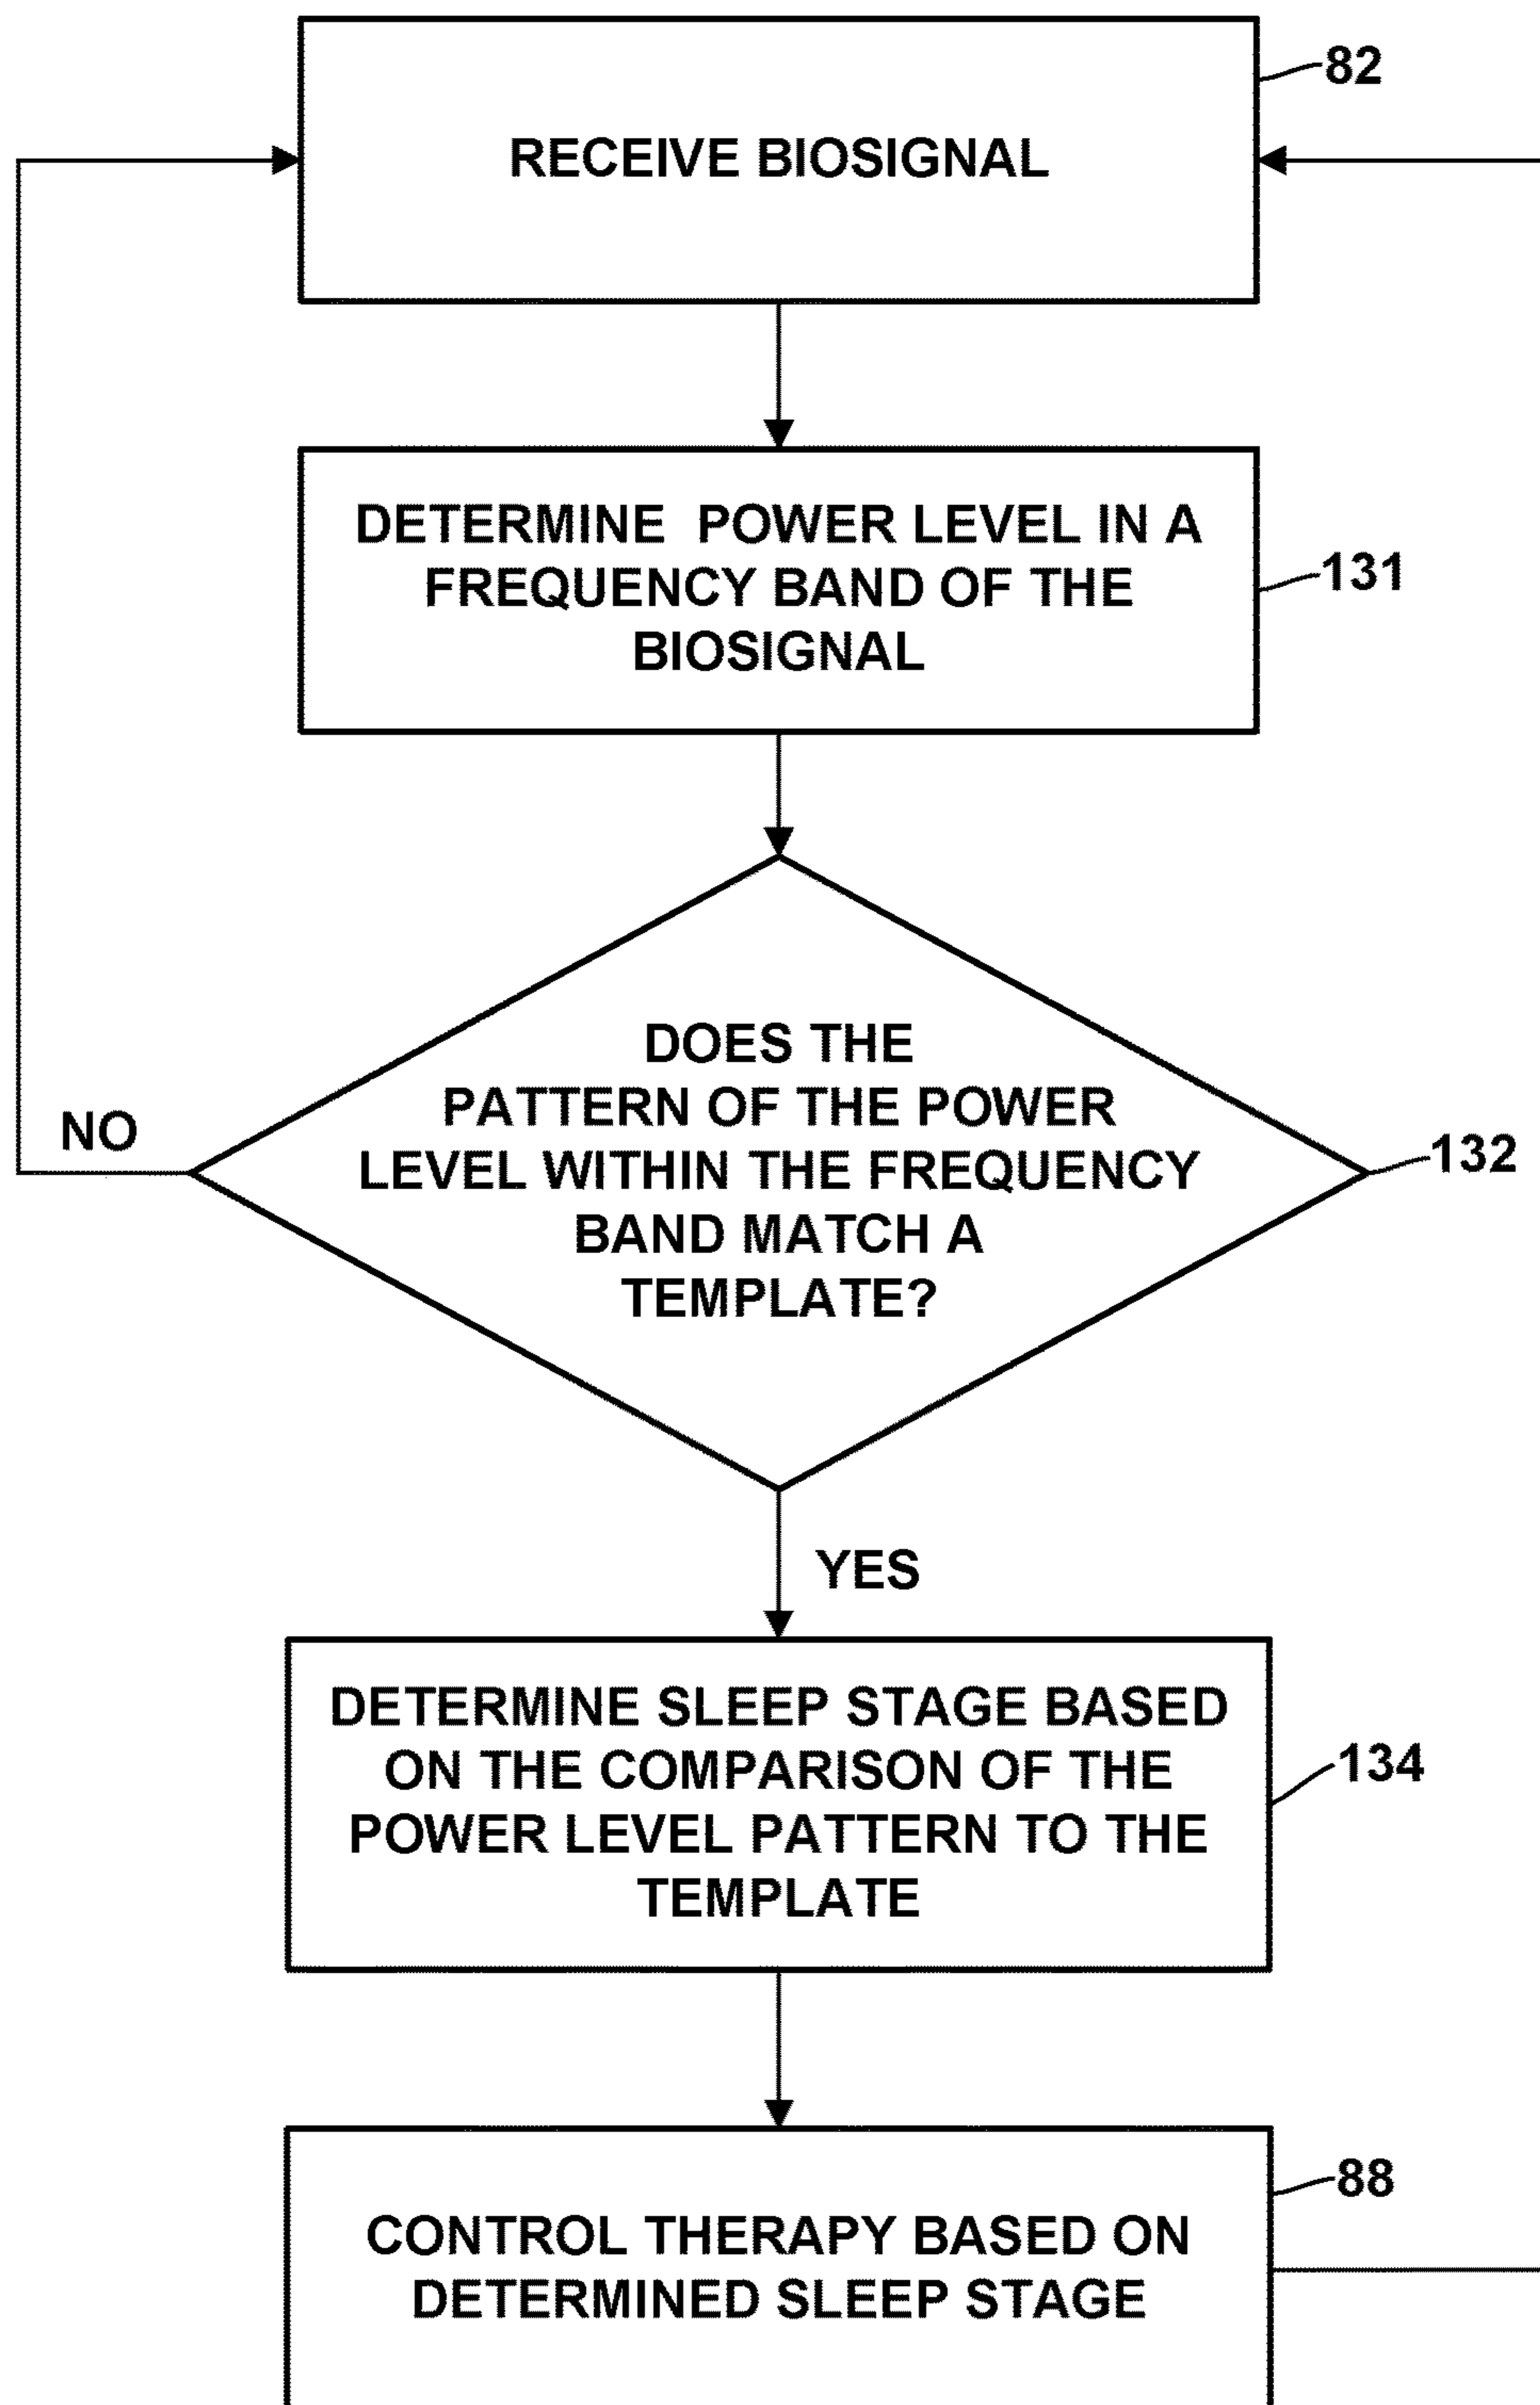 82
RECEIVE BIOSIGNAL
DETERMINE POWER LEVEL IN A
FREQUENCY BAND OF THE
BIOSIGNAL
131
DOES THE
PATTERN OF THE POWER
LEVEL WITHIN THE FREQUENCY
BAND MATCH A
TEMPLATE?
NO
132
YES
DETERMINE SLEEP STAGE BASED
ON THE COMPARISON OF THE
POWER LEVEL PATTERN TO THE
TEMPLATE
134
88
CONTROL THERAPY BASED ON
DETERMINED SLEEP STAGE